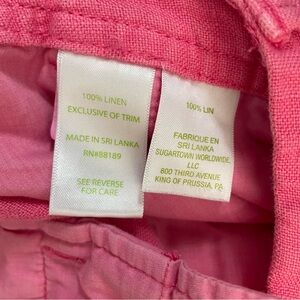 100% LINEN
EXCLUSIVE OF TRIM
MADE IN SRI LANKA
RN#88189
SEE REVERSE
FOR CARE
100% LIN
FABRIQUE EN
SRI LANKA
SUGARTOWN WORLDWIDE,
LLC
800 THIRD AVENUE
KING OF PRUSSIA, PA